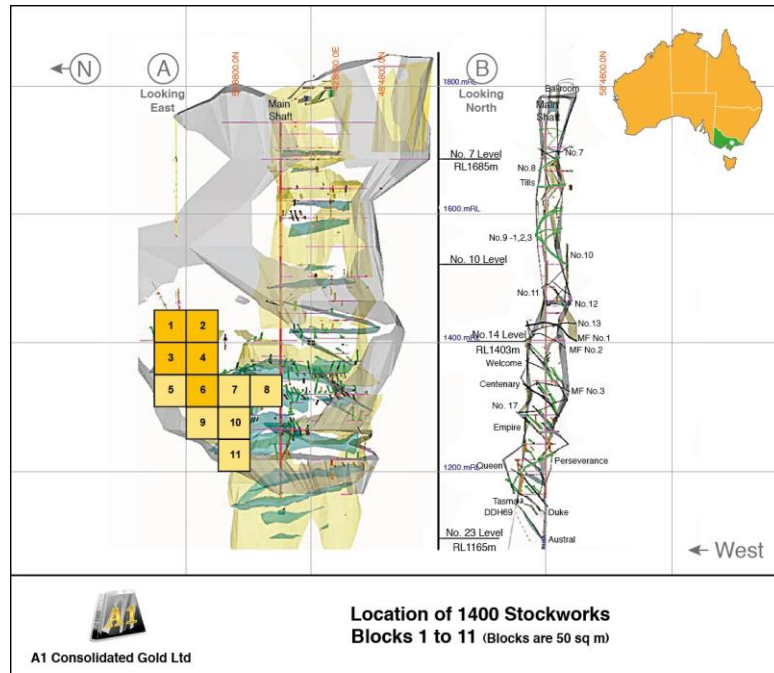 N
A
Looking
East
Main
Shaft
1
2
3
4
5
6
7
8
9
10
11
B
Looking
North
1800.mRL
1600.mRL
1400.mRL
1200.mRL
No. 7 Level
RL1685m
No. 10 Level
No.14 Level
RL1403m
No. 23 Level
RL1165m
Ballroom
Main
Shaft
No.7
No.8
Tills
No.9 -1,2,3
No.10
No.11
No.12
No.13
MF No.1
MF No.2
Welcome
Centenary
MF No.3
No. 17
Empire
Queen
Perseverance
Tasma
DDH69
Duke
Austral
West
A1
A1 Consolidated Gold Ltd
Location of 1400 Stockworks
Blocks 1 to 11 (Blocks are 50 sq m)